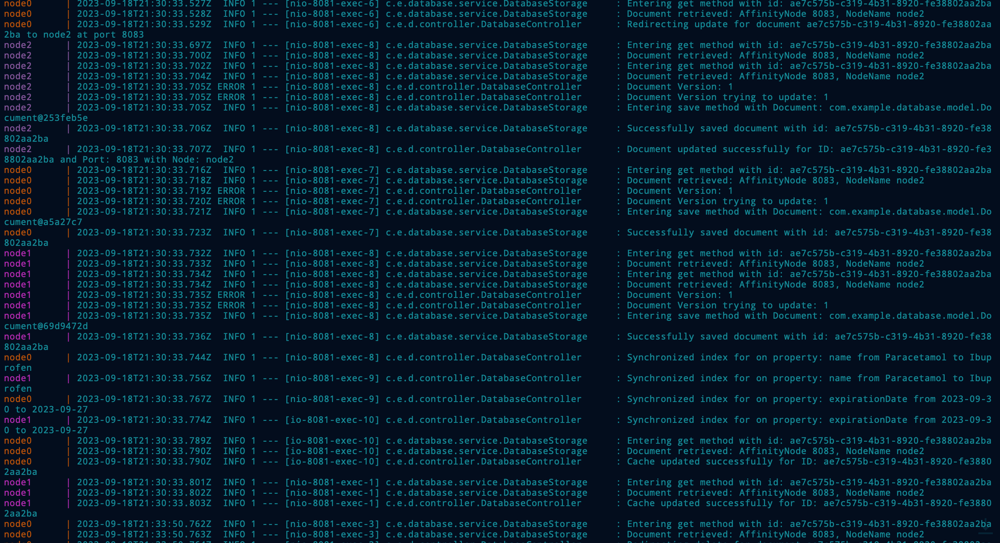 node0      | 2023-09-18T21:30:33.527Z  INFO 1 --- [nio-8081-exec-6] c.e.database.service.DatabaseStorage     : Entering get method with id: ae7c575b-c319-4b31-8920-fe38802aa2ba
node0      | 2023-09-18T21:30:33.528Z  INFO 1 --- [nio-8081-exec-6] c.e.database.service.DatabaseStorage     : Document retrieved: AffinityNode 8083, NodeName node2
node0      | 2023-09-18T21:30:33.529Z  INFO 1 --- [nio-8081-exec-6] c.e.d.controller.DatabaseController      : Redirecting update for document ae7c575b-c319-4b31-8920-fe38802aa
2ba to node2 at port 8083
node2      | 2023-09-18T21:30:33.697Z  INFO 1 --- [nio-8081-exec-8] c.e.database.service.DatabaseStorage     : Entering get method with id: ae7c575b-c319-4b31-8920-fe38802aa2ba
node2      | 2023-09-18T21:30:33.700Z  INFO 1 --- [nio-8081-exec-8] c.e.database.service.DatabaseStorage     : Document retrieved: AffinityNode 8083, NodeName node2
node2      | 2023-09-18T21:30:33.702Z  INFO 1 --- [nio-8081-exec-8] c.e.database.service.DatabaseStorage     : Entering get method with id: ae7c575b-c319-4b31-8920-fe38802aa2ba
node2      | 2023-09-18T21:30:33.704Z  INFO 1 --- [nio-8081-exec-8] c.e.database.service.DatabaseStorage     : Document retrieved: AffinityNode 8083, NodeName node2
node2      | 2023-09-18T21:30:33.705Z ERROR 1 --- [nio-8081-exec-8] c.e.d.controller.DatabaseController      : Document Version: 1
node2      | 2023-09-18T21:30:33.705Z ERROR 1 --- [nio-8081-exec-8] c.e.d.controller.DatabaseController      : Document Version trying to update: 1
node2      | 2023-09-18T21:30:33.705Z  INFO 1 --- [nio-8081-exec-8] c.e.database.service.DatabaseStorage     : Entering save method with Document: com.example.database.model.Do
cument@253feb5e
node2      | 2023-09-18T21:30:33.706Z  INFO 1 --- [nio-8081-exec-8] c.e.database.service.DatabaseStorage     : Successfully saved document with id: ae7c575b-c319-4b31-8920-fe38
802aa2ba
node2      | 2023-09-18T21:30:33.707Z  INFO 1 --- [nio-8081-exec-8] c.e.d.controller.DatabaseController      : Document updated successfully for ID: ae7c575b-c319-4b31-8920-fe3
8802aa2ba and Port: 8083 with Node: node2
node0      | 2023-09-18T21:30:33.716Z  INFO 1 --- [nio-8081-exec-7] c.e.database.service.DatabaseStorage     : Entering get method with id: ae7c575b-c319-4b31-8920-fe38802aa2ba
node0      | 2023-09-18T21:30:33.718Z  INFO 1 --- [nio-8081-exec-7] c.e.database.service.DatabaseStorage     : Document retrieved: AffinityNode 8083, NodeName node2
node0      | 2023-09-18T21:30:33.719Z ERROR 1 --- [nio-8081-exec-7] c.e.d.controller.DatabaseController      : Document Version: 1
node0      | 2023-09-18T21:30:33.720Z ERROR 1 --- [nio-8081-exec-7] c.e.d.controller.DatabaseController      : Document Version trying to update: 1
node0      | 2023-09-18T21:30:33.721Z  INFO 1 --- [nio-8081-exec-7] c.e.database.service.DatabaseStorage     : Entering save method with Document: com.example.database.model.Do
cument@a5a27c7
node0      | 2023-09-18T21:30:33.723Z  INFO 1 --- [nio-8081-exec-7] c.e.database.service.DatabaseStorage     : Successfully saved document with id: ae7c575b-c319-4b31-8920-fe38
802aa2ba
node1      | 2023-09-18T21:30:33.732Z  INFO 1 --- [nio-8081-exec-8] c.e.database.service.DatabaseStorage     : Entering get method with id: ae7c575b-c319-4b31-8920-fe38802aa2ba
node1      | 2023-09-18T21:30:33.733Z  INFO 1 --- [nio-8081-exec-8] c.e.database.service.DatabaseStorage     : Document retrieved: AffinityNode 8083, NodeName node2
node1      | 2023-09-18T21:30:33.734Z  INFO 1 --- [nio-8081-exec-8] c.e.database.service.DatabaseStorage     : Entering get method with id: ae7c575b-c319-4b31-8920-fe38802aa2ba
node1      | 2023-09-18T21:30:33.734Z  INFO 1 --- [nio-8081-exec-8] c.e.database.service.DatabaseStorage     : Document retrieved: AffinityNode 8083, NodeName node2
node1      | 2023-09-18T21:30:33.735Z ERROR 1 --- [nio-8081-exec-8] c.e.d.controller.DatabaseController      : Document Version: 1
node1      | 2023-09-18T21:30:33.735Z ERROR 1 --- [nio-8081-exec-8] c.e.d.controller.DatabaseController      : Document Version trying to update: 1
node1      | 2023-09-18T21:30:33.735Z  INFO 1 --- [nio-8081-exec-8] c.e.database.service.DatabaseStorage     : Entering save method with Document: com.example.database.model.Do
cument@69d9472d
node1      | 2023-09-18T21:30:33.736Z  INFO 1 --- [nio-8081-exec-8] c.e.database.service.DatabaseStorage     : Successfully saved document with id: ae7c575b-c319-4b31-8920-fe38
802aa2ba
node0      | 2023-09-18T21:30:33.744Z  INFO 1 --- [nio-8081-exec-8] c.e.d.controller.DatabaseController      : Synchronized index for on property: name from Paracetamol to Ibup
rofen
node1      | 2023-09-18T21:30:33.756Z  INFO 1 --- [nio-8081-exec-9] c.e.d.controller.DatabaseController      : Synchronized index for on property: name from Paracetamol to Ibup
rofen
node0      | 2023-09-18T21:30:33.767Z  INFO 1 --- [nio-8081-exec-9] c.e.d.controller.DatabaseController      : Synchronized index for on property: expirationDate from 2023-09-3
0 to 2023-09-27
node1      | 2023-09-18T21:30:33.774Z  INFO 1 --- [io-8081-exec-10] c.e.d.controller.DatabaseController      : Synchronized index for on property: expirationDate from 2023-09-3
0 to 2023-09-27
node0      | 2023-09-18T21:30:33.789Z  INFO 1 --- [io-8081-exec-10] c.e.database.service.DatabaseStorage     : Entering get method with id: ae7c575b-c319-4b31-8920-fe38802aa2ba
node0      | 2023-09-18T21:30:33.790Z  INFO 1 --- [io-8081-exec-10] c.e.database.service.DatabaseStorage     : Document retrieved: AffinityNode 8083, NodeName node2
node0      | 2023-09-18T21:30:33.790Z  INFO 1 --- [io-8081-exec-10] c.e.d.controller.DatabaseController      : Cache updated successfully for ID: ae7c575b-c319-4b31-8920-fe3880
2aa2ba
node1      | 2023-09-18T21:30:33.801Z  INFO 1 --- [nio-8081-exec-1] c.e.database.service.DatabaseStorage     : Entering get method with id: ae7c575b-c319-4b31-8920-fe38802aa2ba
node1      | 2023-09-18T21:30:33.802Z  INFO 1 --- [nio-8081-exec-1] c.e.database.service.DatabaseStorage     : Document retrieved: AffinityNode 8083, NodeName node2
node1      | 2023-09-18T21:30:33.803Z  INFO 1 --- [nio-8081-exec-1] c.e.d.controller.DatabaseController      : Cache updated successfully for ID: ae7c575b-c319-4b31-8920-fe3880
2aa2ba
node0      | 2023-09-18T21:33:50.762Z  INFO 1 --- [nio-8081-exec-3] c.e.database.service.DatabaseStorage     : Entering get method with id: ae7c575b-c319-4b31-8920-fe38802aa2ba
node0      | 2023-09-18T21:33:50.763Z  INFO 1 --- [nio-8081-exec-3] c.e.database.service.DatabaseStorage     : Document retrieved: AffinityNode 8083, NodeName node2